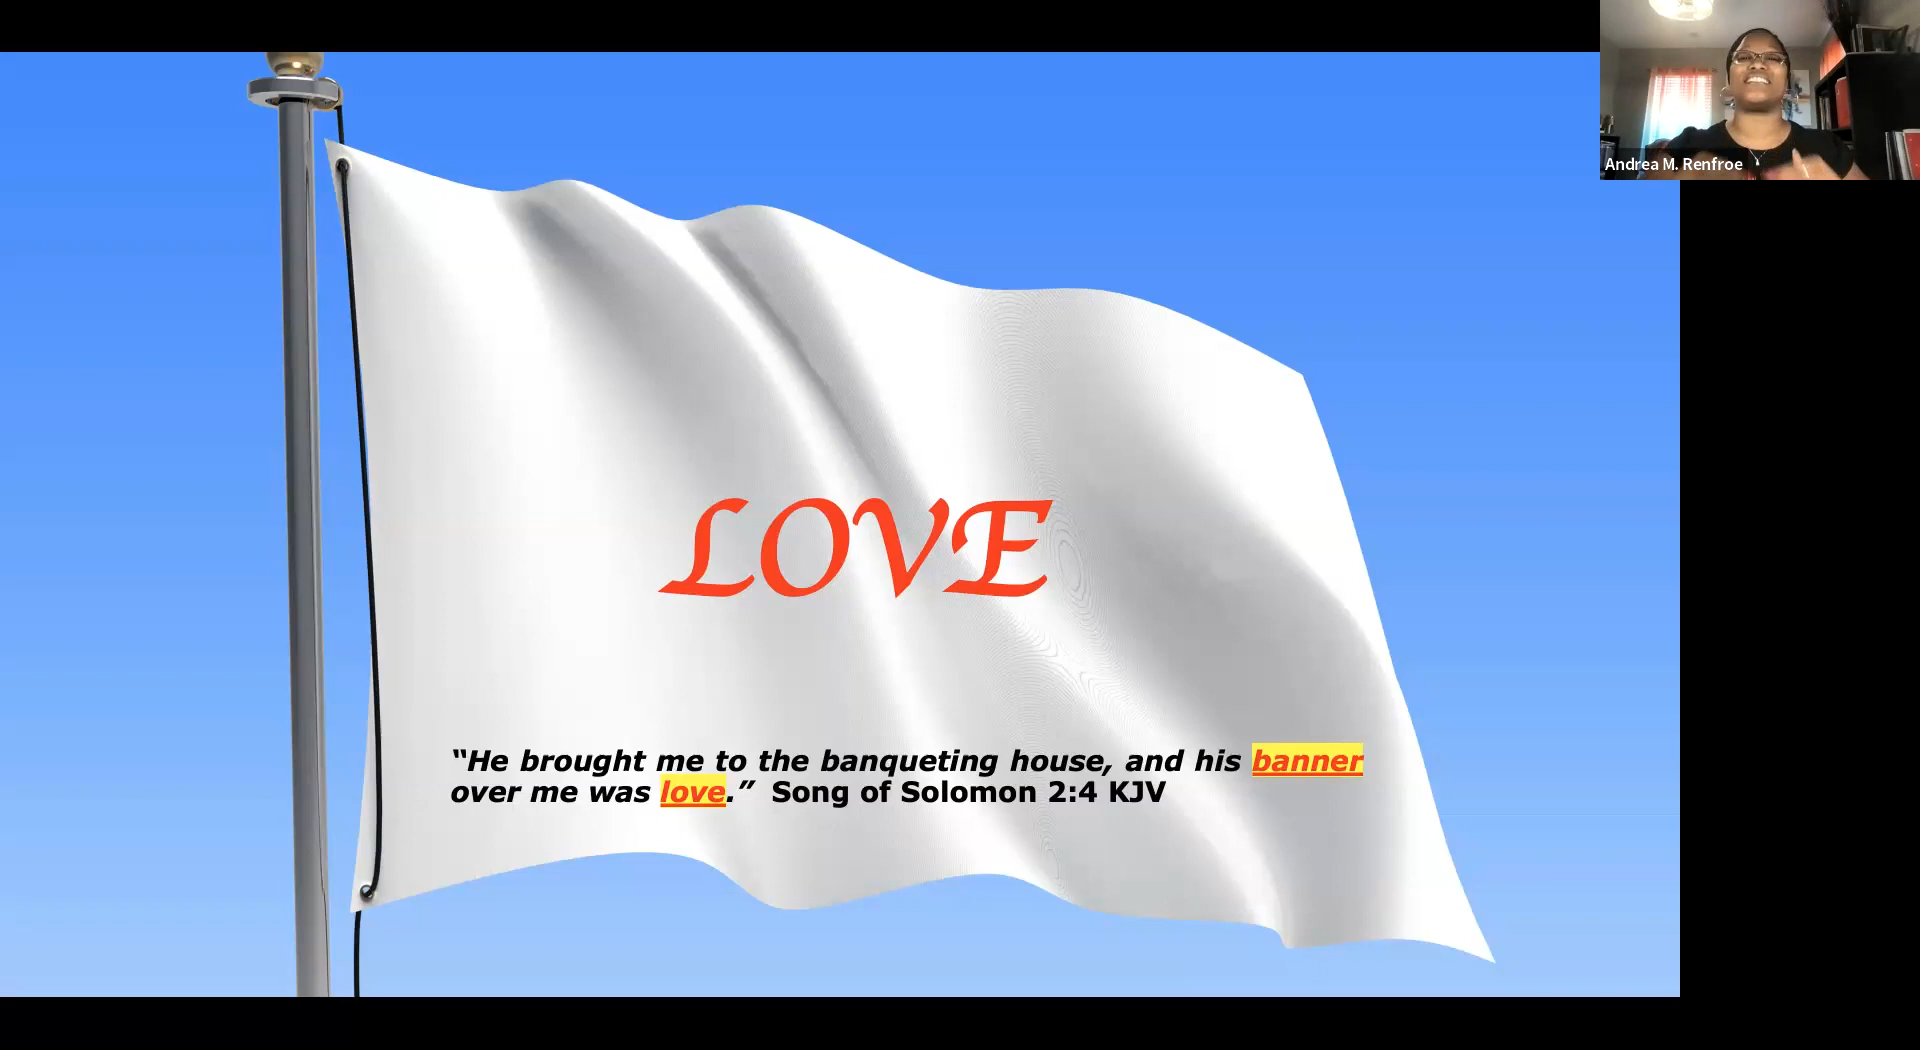 Andrea M. Renfroe
LOVE
“He brought me to the banqueting house, and his banner
over me was love.” Song of Solomon 2:4 KJV